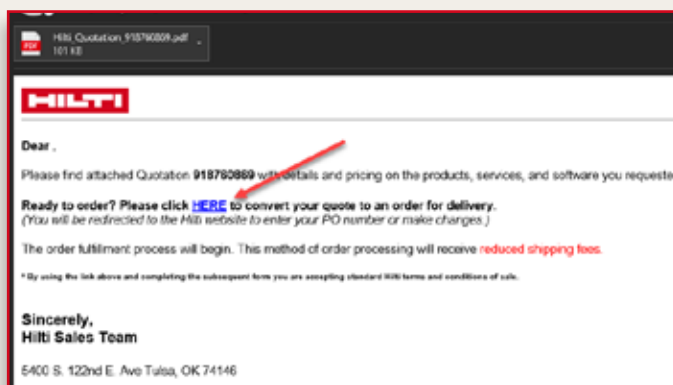 Hilti_Quotation_918760869.pdf
101 KB
PDF
HILTI
Dear .
Please find attached Quotation 918760869 with details and pricing on the products, services, and software you requeste
Ready to order? Please click HERE to convert your quote to an order for delivery.
(You will be redirected to the Hilti website to enter your PO number or make changes.)
The order fulfillment process will begin. This method of order processing will receive reduced shipping fees.
* By using the link above and completing the subsequent form you are accepting standard Hilti terms and conditions of sale.
Sincerely,
Hilti Sales Team
5400 S. 122nd E. Ave Tulsa, OK 74146